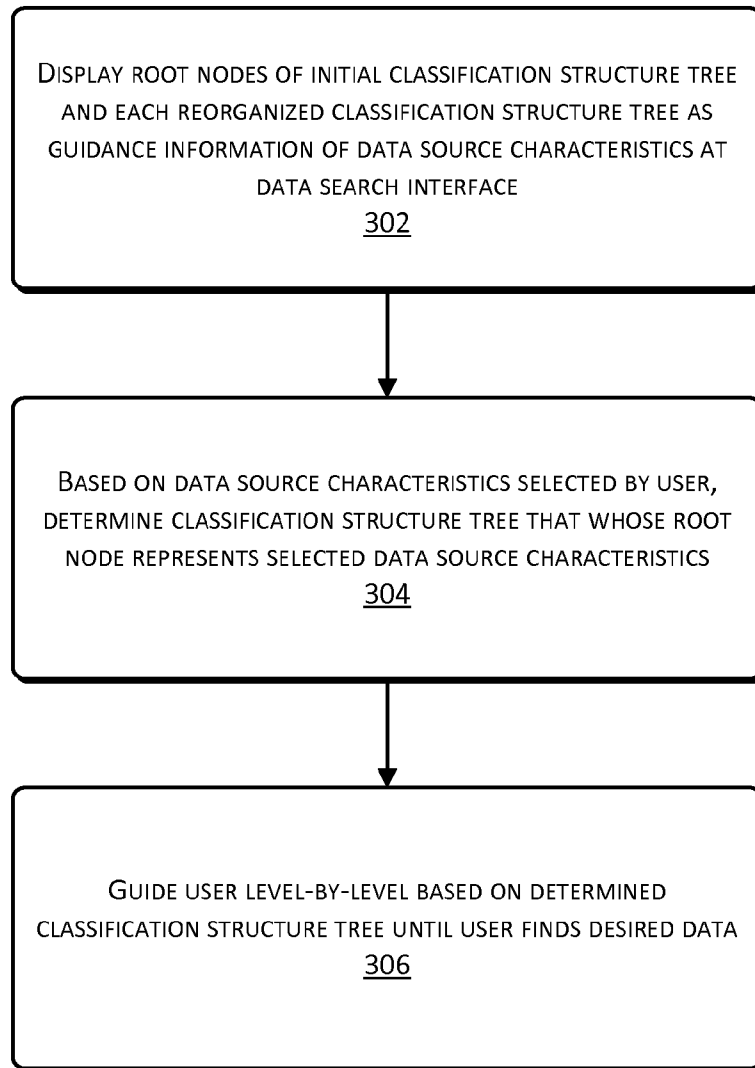 DISPLAY ROOT NODES OF INITIAL CLASSIFICATION STRUCTURE TREE
AND EACH REORGANIZED CLASSIFICATION STRUCTURE TREE AS
GUIDANCE INFORMATION OF DATA SOURCE CHARACTERISTICS AT
DATA SEARCH INTERFACE
302
BASED ON DATA SOURCE CHARACTERISTICS SELECTED BY USER,
DETERMINE CLASSIFICATION STRUCTURE TREE THAT WHOSE ROOT
NODE REPRESENTS SELECTED DATA SOURCE CHARACTERISTICS
304
GUIDE USER LEVEL-BY-LEVEL BASED ON DETERMINED
CLASSIFICATION STRUCTURE TREE UNTIL USER FINDS DESIRED DATA
306